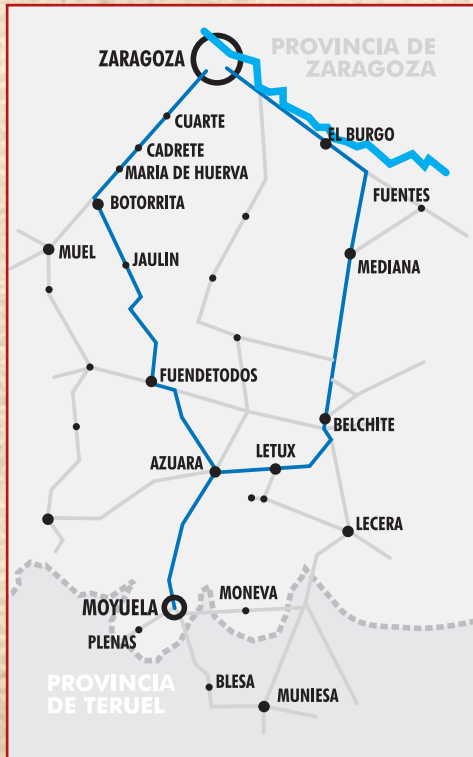 ZARAGOZA
PROVINCIA DE
ZARAGOZA
CUARTE
EL BURGO
CADRETE
MARIA DE HUERVA
BOTORRITA
FUENTES
MUEL
JAULIN
MEDIANA
FUENDETODOS
BELCHITE
AZUARA
LETUX
LECERA
MOYUELA
MONEVA
PLENAS
PROVINCIA
DE TERUEL
BLESA
MUNIESA